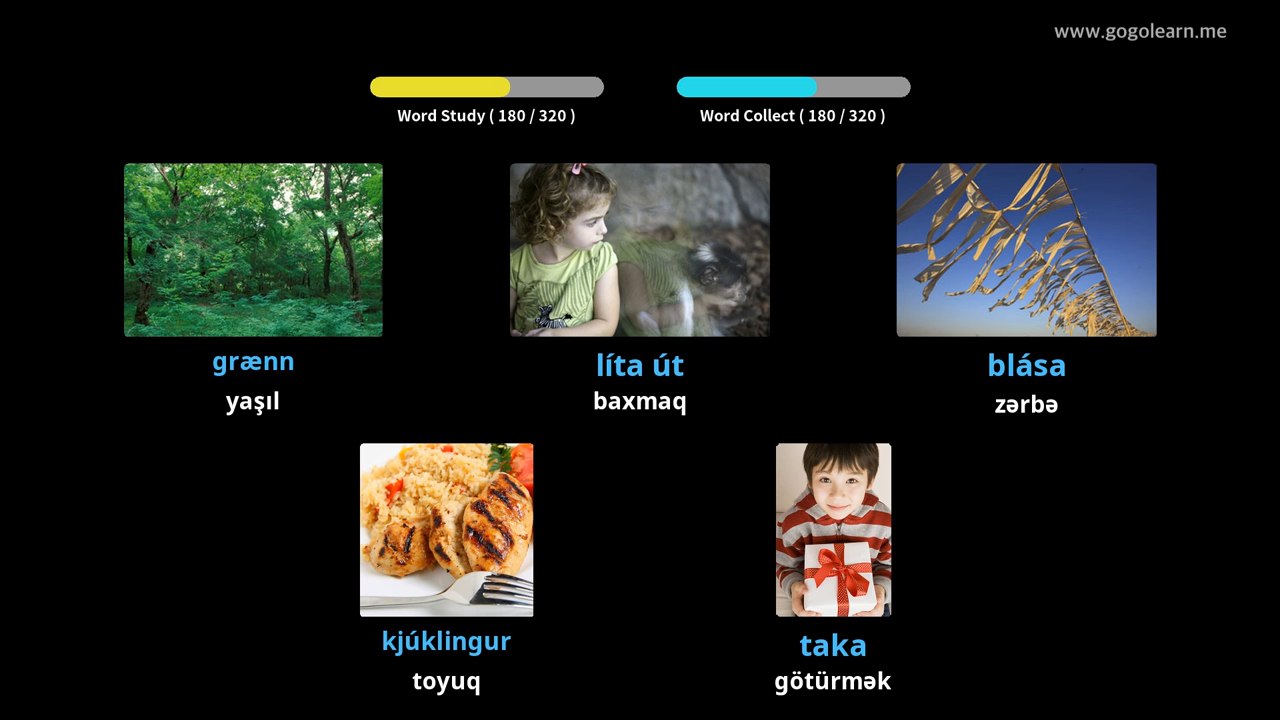 www.gogolearn.me
Word Study ( 180 / 320 )
Word Collect ( 180 / 320 )
grænn
yaşıl
líta út
baxmaq
blása
zərbə
kjúklingur
toyuq
taka
götürmək